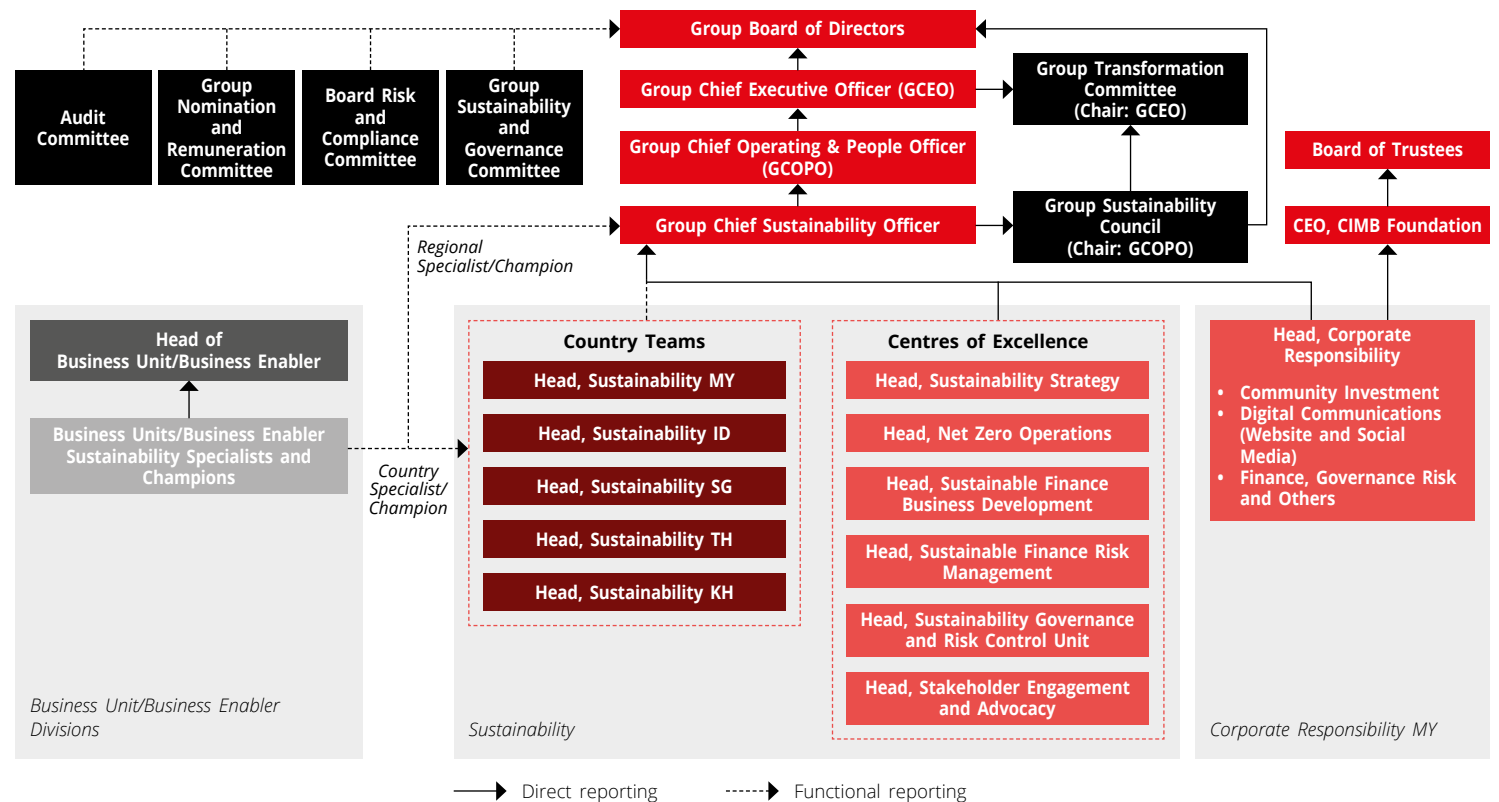 Group Board of Directors
Audit
Committee
Group
Nomination
and
Remuneration
Committee
Board Risk
and
Compliance
Committee
Group
Sustainability
and
Governance
Committee
Group Chief Executive Officer (GCEO)
Group Transformation
Committee
(Chair: GCEO)
Group Chief Operating & People Officer
(GCOPO)
Board of Trustees
Group Chief Sustainability Officer
Group Sustainability
Council
(Chair: GCOPO)
CEO, CIMB Foundation
Regional
Specialist/Champion
Head of
Business Unit/Business Enabler
Business Units/Business Enabler
Sustainability Specialists and
Champions
Country
Specialist/
Champion
Business Unit/Business Enabler
Divisions
Country Teams
Head, Sustainability MY
Head, Sustainability ID
Head, Sustainability SG
Head, Sustainability TH
Head, Sustainability KH
Centres of Excellence
Head, Sustainability Strategy
Head, Net Zero Operations
Head, Sustainable Finance
Business Development
Head, Sustainable Finance Risk
Management
Head, Sustainability Governance
and Risk Control Unit
Head, Stakeholder Engagement
and Advocacy
Sustainability
Head, Corporate
Responsibility
• Community Investment
• Digital Communications
(Website and Social
Media)
• Finance, Governance Risk
and Others
Corporate Responsibility MY
Direct reporting
Functional reporting